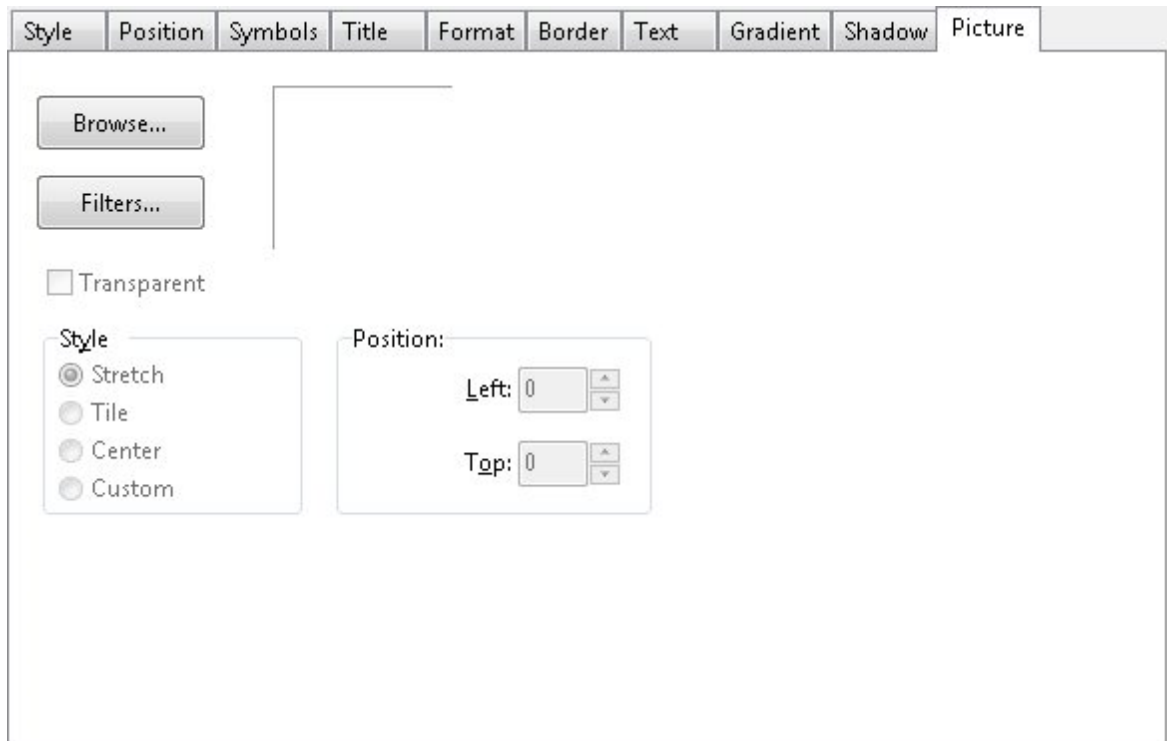 Style Position Symbols Title Format Border Text Gradient Shadow Picture
Browse...
Filters...
Transparent
Style
Stretch
Tile
Center
Custom
Position:
Left: 0
Top: 0